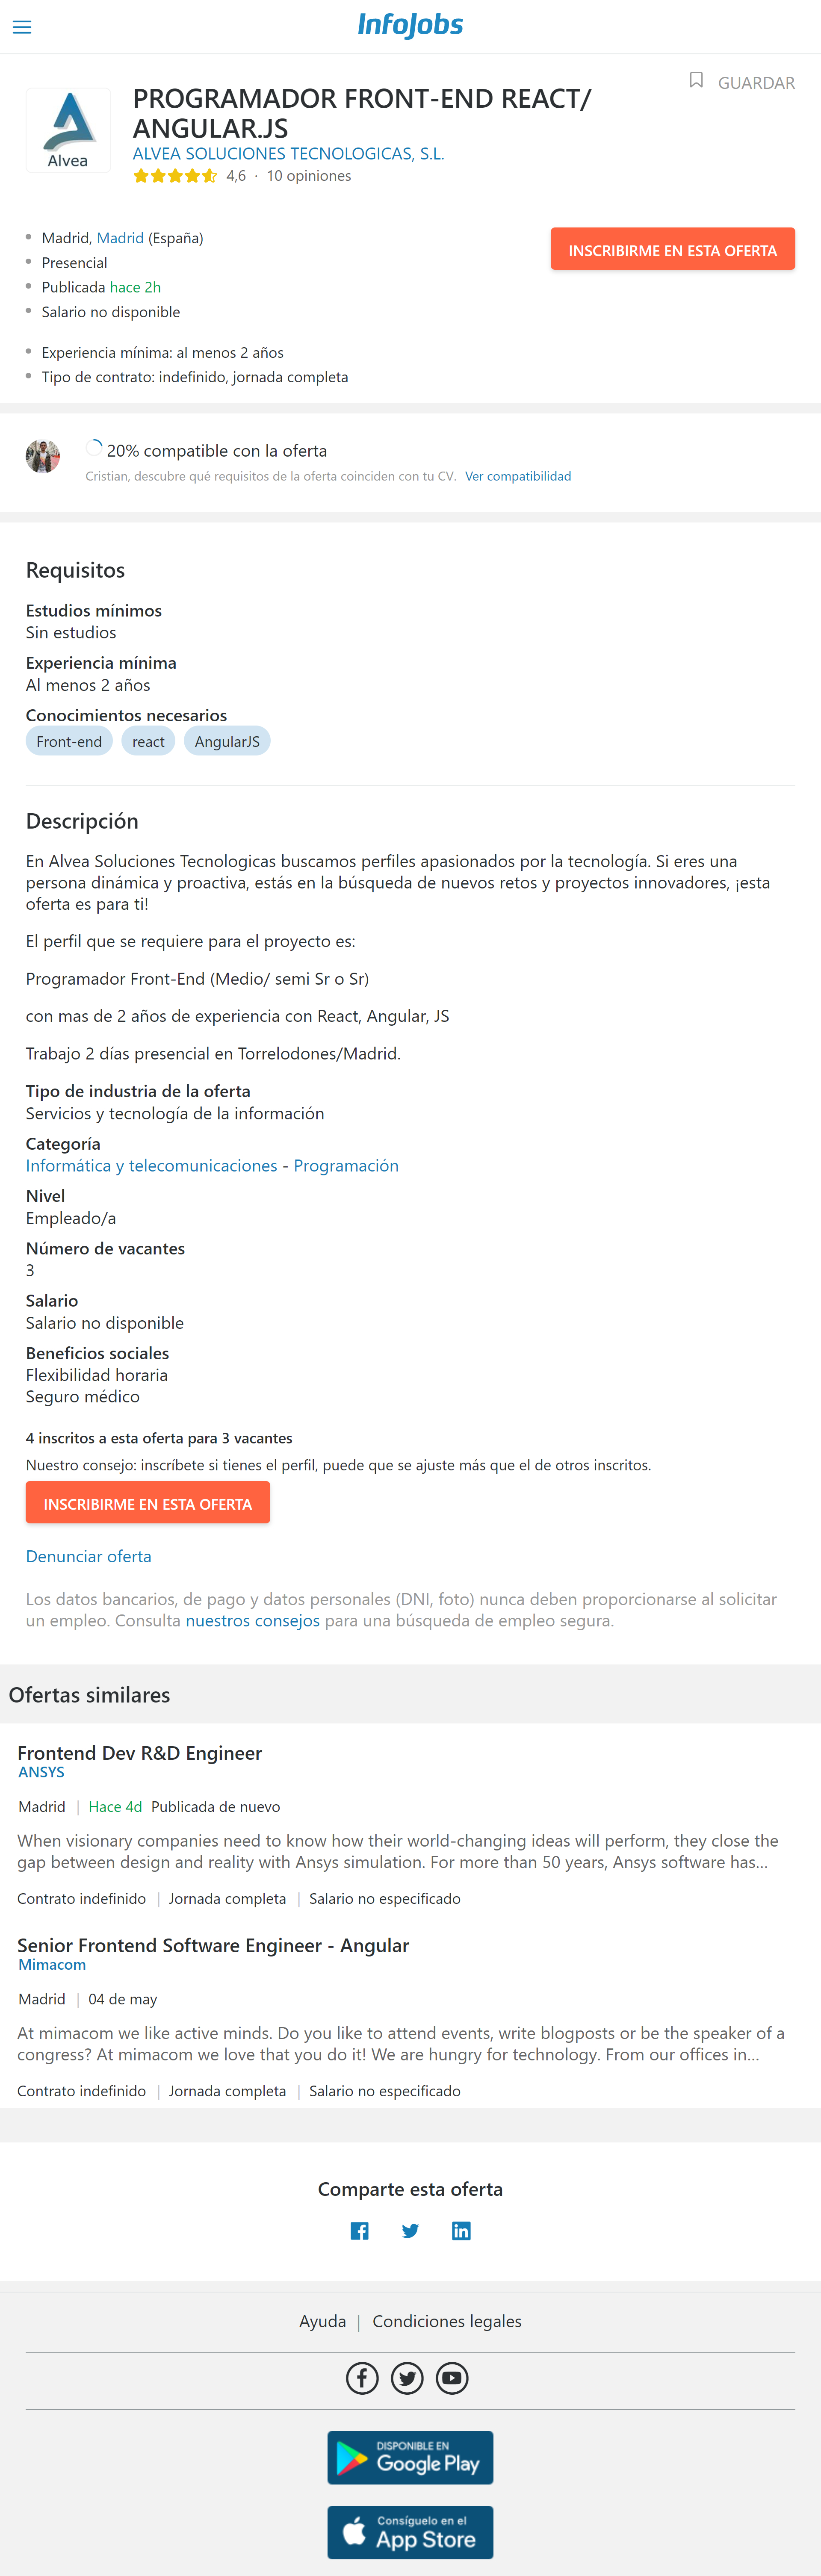 InfoJobs
GUARDAR
Alvea
PROGRAMADOR FRONT-END REACT/
ANGULAR.JS
ALVEA SOLUCIONES TECNOLOGICAS, S.L.
4,6 · 10 opiniones
Madrid, Madrid (España)
Presencial
Publicada hace 2h
Salario no disponible
INSCRIBIRME EN ESTA OFERTA
Experiencia mínima: al menos 2 años
Tipo de contrato: indefinido, jornada completa
20% compatible con la oferta
Cristian, descubre qué requisitos de la oferta coinciden con tu CV. Ver compatibilidad
Requisitos
Estudios mínimos
Sin estudios
Experiencia mínima
Al menos 2 años
Conocimientos necesarios
Front-end react AngularJS
Descripción
En Alvea Soluciones Tecnologicas buscamos perfiles apasionados por la tecnología. Si eres una
persona dinámica y proactiva, estás en la búsqueda de nuevos retos y proyectos innovadores, ¡esta
oferta es para ti!
El perfil que se requiere para el proyecto es:
Programador Front-End (Medio/ semi Sr o Sr)
con mas de 2 años de experiencia con React, Angular, JS
Trabajo 2 días presencial en Torrelodones/Madrid.
Tipo de industria de la oferta
Servicios y tecnología de la información
Categoría
Informática y telecomunicaciones - Programación
Nivel
Empleado/a
Número de vacantes
3
Salario
Salario no disponible
Beneficios sociales
Flexibilidad horaria
Seguro médico
4 inscritos a esta oferta para 3 vacantes
Nuestro consejo: inscríbete si tienes el perfil, puede que se ajuste más que el de otros inscritos.
INSCRIBIRME EN ESTA OFERTA
Denunciar oferta
Los datos bancarios, de pago y datos personales (DNI, foto) nunca deben proporcionarse al solicitar
un empleo. Consulta nuestros consejos para una búsqueda de empleo segura.
Ofertas similares
Frontend Dev R&D Engineer
ANSYS
Madrid | Hace 4d Publicada de nuevo
When visionary companies need to know how their world-changing ideas will perform, they close the
gap between design and reality with Ansys simulation. For more than 50 years, Ansys software has...
Contrato indefinido | Jornada completa | Salario no especificado
Senior Frontend Software Engineer - Angular
Mimacom
Madrid | 04 de may
At mimacom we like active minds. Do you like to attend events, write blogposts or be the speaker of a
congress? At mimacom we love that you do it! We are hungry for technology. From our offices in...
Contrato indefinido | Jornada completa | Salario no especificado
Comparte esta oferta
Ayuda | Condiciones legales
DISPONIBLE EN
Google Play
Consíguelo en el
App Store